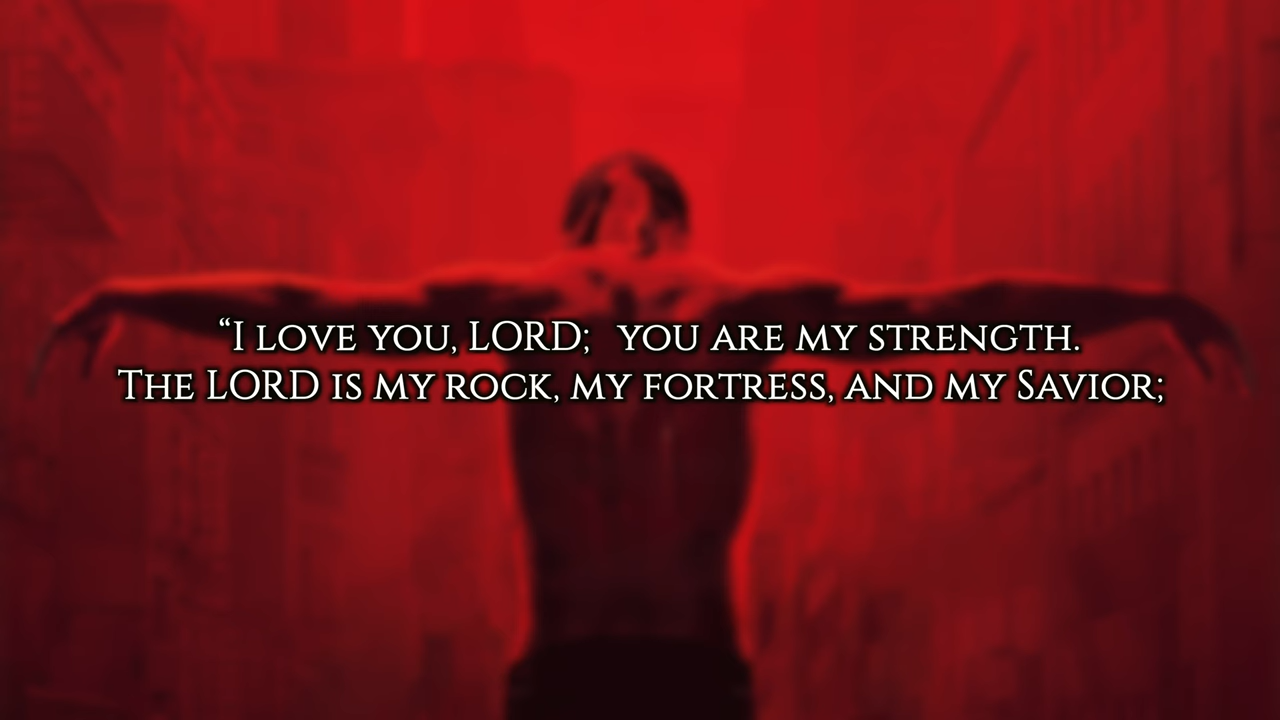 “I love you, LORD; you are my strength.
The LORD is my rock, my fortress, and my Savior;